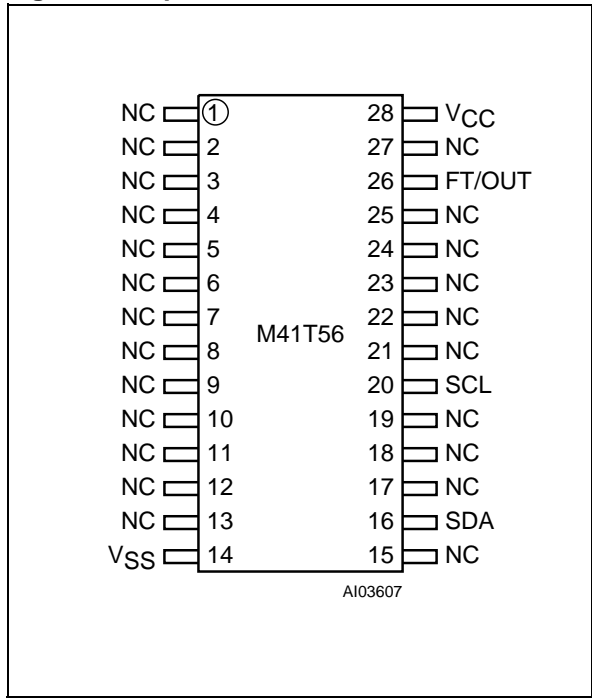 NC 1 28 VCC
NC 2 27 NC
NC 3 26 FT/OUT
NC 4 25 NC
NC 5 24 NC
NC 6 23 NC
NC 7 22 NC
M41T56
NC 8 21 NC
NC 9 20 SCL
NC 10 19 NC
NC 11 18 NC
NC 12 17 NC
NC 13 16 SDA
VSS 14 15 NC
AI03607